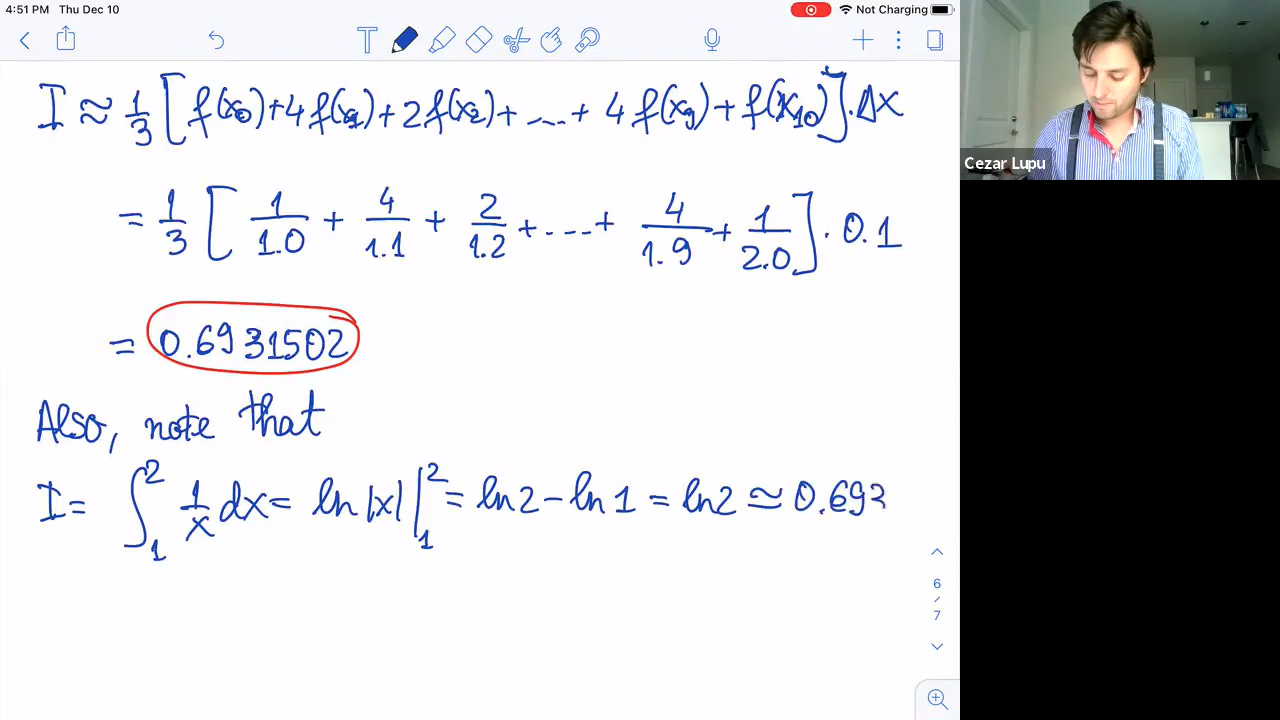 4:51 PM Thu Dec 10
Not Charging
T
I ≈ 1/3 [f(x₀)+4f(x₁)+2f(x₂)+ ... + 4f(x₉)+f(x₁₀)]·Δx
= 1/3 [1/1.0 + 4/1.1 + 2/1.2 + ... + 4/1.9 + 1/2.0] · 0.1
= 0.6931502
Also, note that
I = ∫₁² 1/x dx = ln|x| |₁² = ln2 - ln1 = ln2 ≃ 0.693
6
/
7
Cezar Lupu